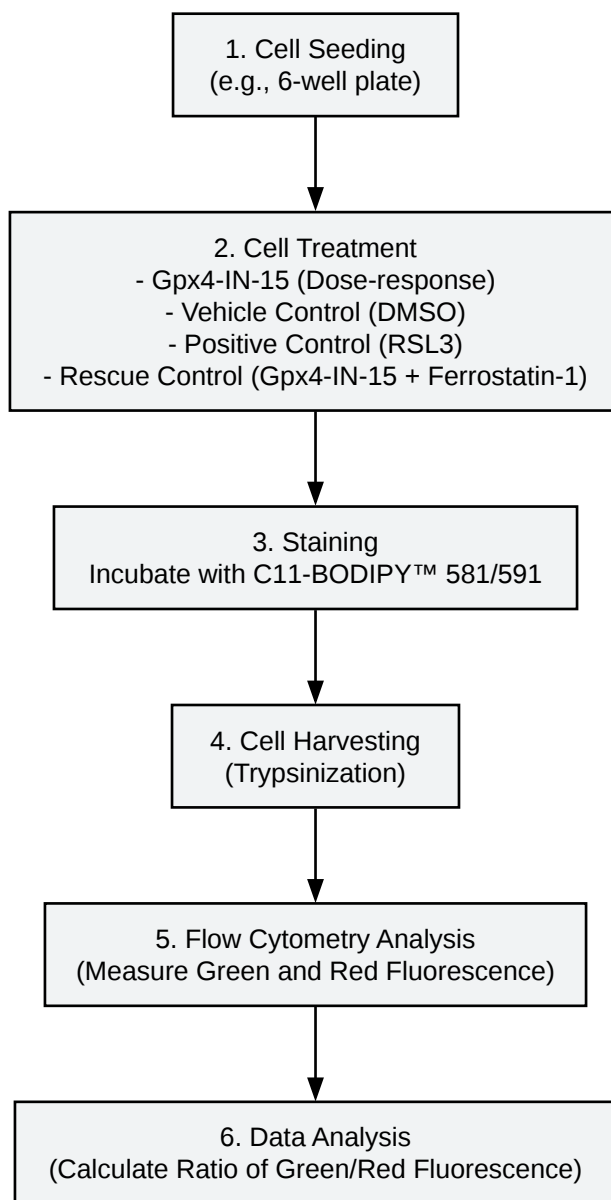 1. Cell Seeding
(e.g., 6-well plate)
2. Cell Treatment
- Gpx4-IN-15 (Dose-response)
- Vehicle Control (DMSO)
- Positive Control (RSL3)
- Rescue Control (Gpx4-IN-15 + Ferrostatin-1)
3. Staining
Incubate with C11-BODIPY™ 581/591
4. Cell Harvesting
(Trypsinization)
5. Flow Cytometry Analysis
(Measure Green and Red Fluorescence)
6. Data Analysis
(Calculate Ratio of Green/Red Fluorescence)